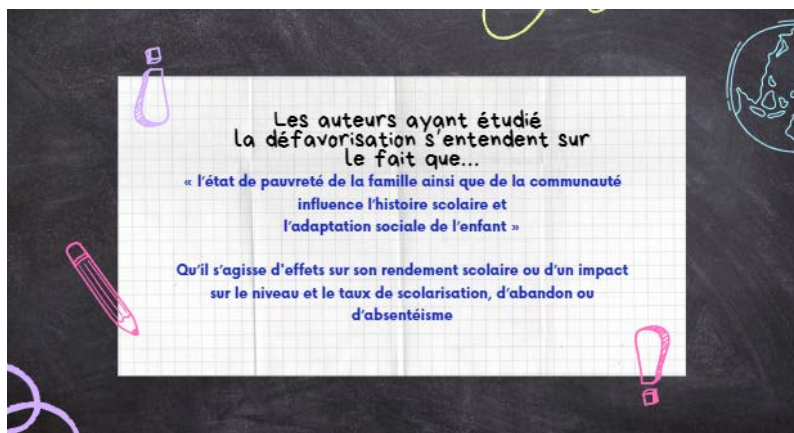 Les auteurs ayant étudié
la défavorisation s'entendent sur
le fait que...
« l'état de pauvreté de la famille ainsi que de la communauté
influence l'histoire scolaire et
l'adaptation sociale de l'enfant »
Qu'il s'agisse d'effets sur son rendement scolaire ou d'un impact
sur le niveau et le taux de scolarisation, d'abandon ou
d'absentéisme